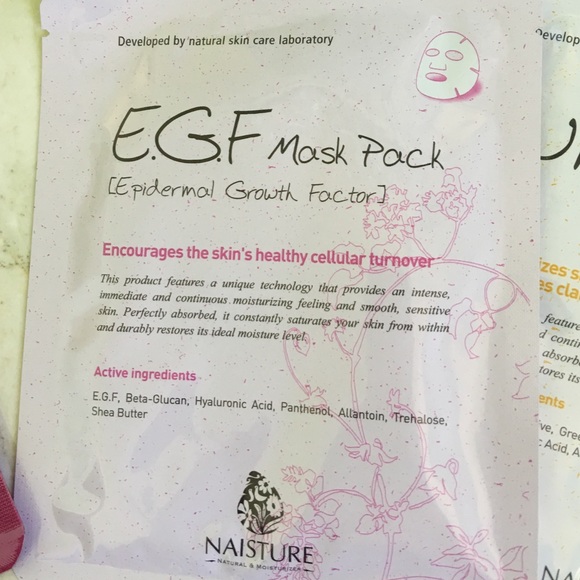 Developed by natural skin care laboratory
E.G.F Mask Pack
[Epidermal Growth Factor]
Encourages the skin's healthy cellular turnover
This product features a unique technology that provides an intense,
immediate and continuous moisturizing feeling and smooth, sensitive
skin. Perfectly absorbed, it constantly saturates your skin from within
and durably restores its ideal moisture level.
Active ingredients
E.G.F, Beta-Glucan, Hyaluronic Acid, Panthenol, Allantoin, Trehalose,
Shea Butter
NAISTURE
NATURAL & MOISTURIZER